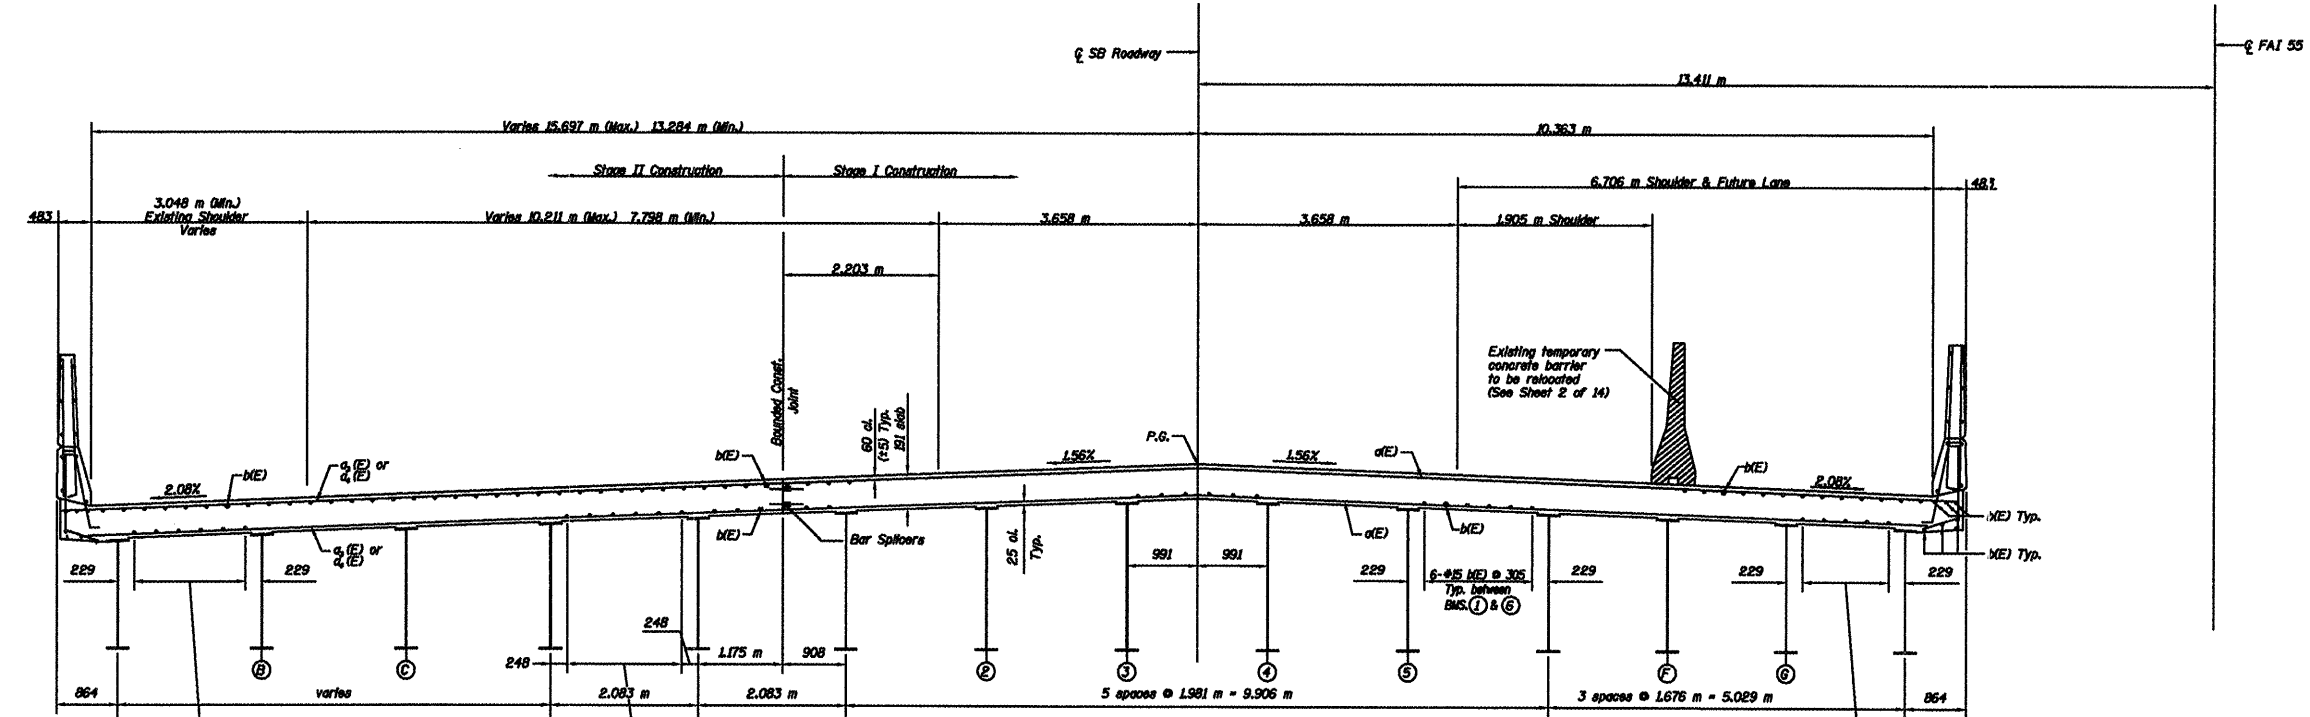 ℄ SB Roadway
℄ FAI 55
13.411 m
Varies 15.697 m (Max.) 13.284 m (Min.)
10.363 m
Stage II Construction
Stage I Construction
6.706 m Shoulder & Future Lane
483
483
3.048 m (Min.)
Existing Shoulder
Varies
Varies 10.211 m (Max.) 7.798 m (Min.)
3.658 m
3.658 m
1.905 m Shoulder
2.203 m
Existing temporary
concrete barrier
to be relocated
(See Sheet 2 of 14)
Bounded Const.
Joint
60 cl.
(±5) Typ.
191 slab
P.G.
b(E)
1.56%
1.56%
a(E)
b(E)
2.08%
b(E)
2.08%
b(E) Typ.
b(E)
Bar Splicers
a(E)
b(E)
b(E) Typ.
25 cl.
Typ.
991
991
229
229
229
6-#15 b(E) @ 305
Typ. between
BMS. 1 & 6
229
229
229
248
248
1.175 m
908
B
C
2
3
4
5
F
G
864
varies
2.083 m
2.083 m
5 spaces @ 1.981 m = 9.906 m
3 spaces @ 1.676 m = 5.029 m
864